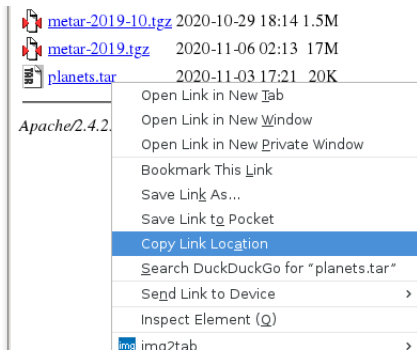 metar-2019-10.tgz 2020-10-29 18:14 1.5M
metar-2019.tgz 2020-11-06 02:13 17M
planets.tar 2020-11-03 17:21 20K
Apache/2.4.2
Open Link in New Tab
Open Link in New Window
Open Link in New Private Window
Bookmark This Link
Save Link As...
Save Link to Pocket
Copy Link Location
Search DuckDuckGo for "planets.tar"
Send Link to Device
Inspect Element (Q)
img img2tab